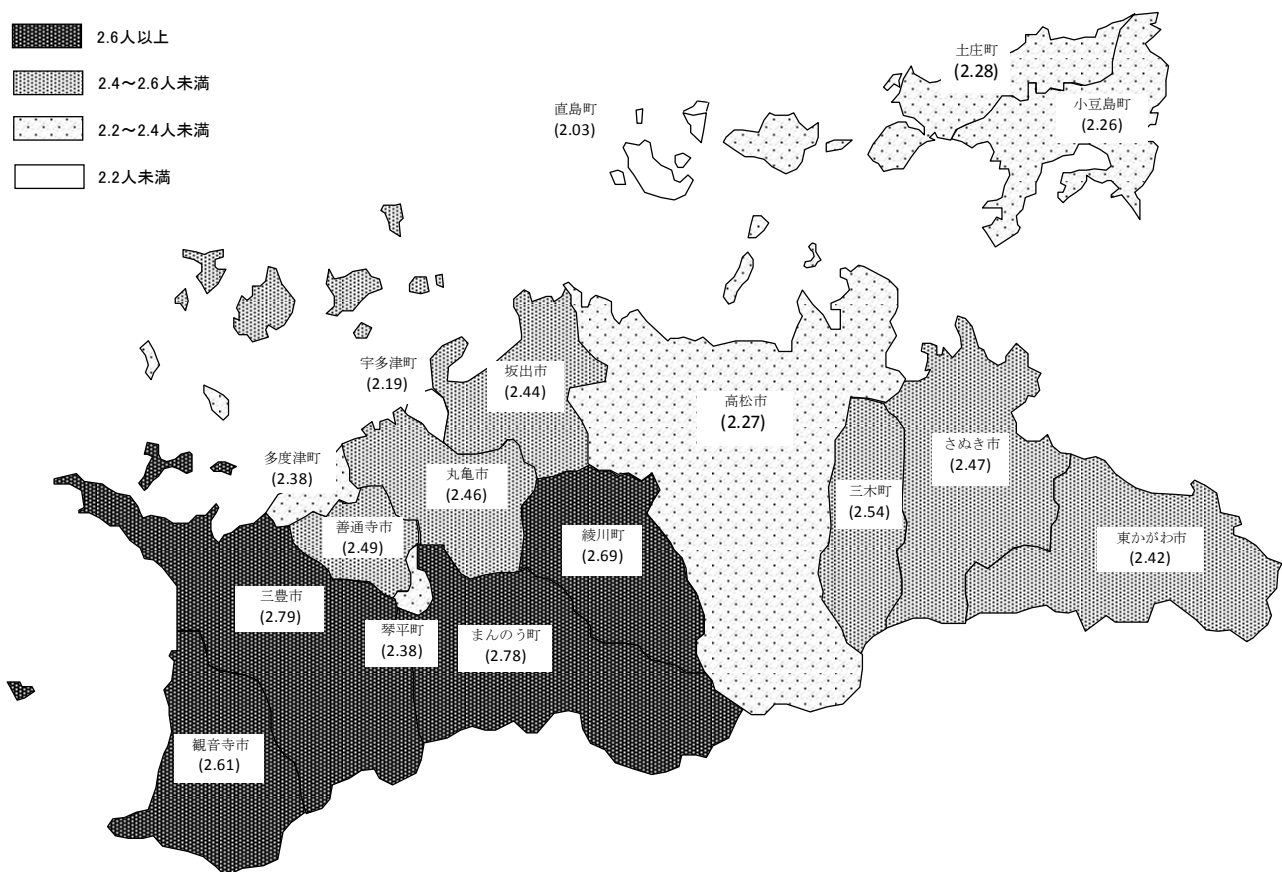 2.6人以上
2.4～2.6人未満
2.2～2.4人未満
2.2人未満
土庄町
(2.28)
小豆島町
(2.26)
直島町
(2.03)
宇多津町
(2.19)
坂出市
(2.44)
高松市
(2.27)
さぬき市
(2.47)
多度津町
(2.38)
丸亀市
(2.46)
三木町
(2.54)
善通寺市
(2.49)
綾川町
(2.69)
東かがわ市
(2.42)
三豊市
(2.79)
琴平町
(2.38)
まんのう町
(2.78)
観音寺市
(2.61)